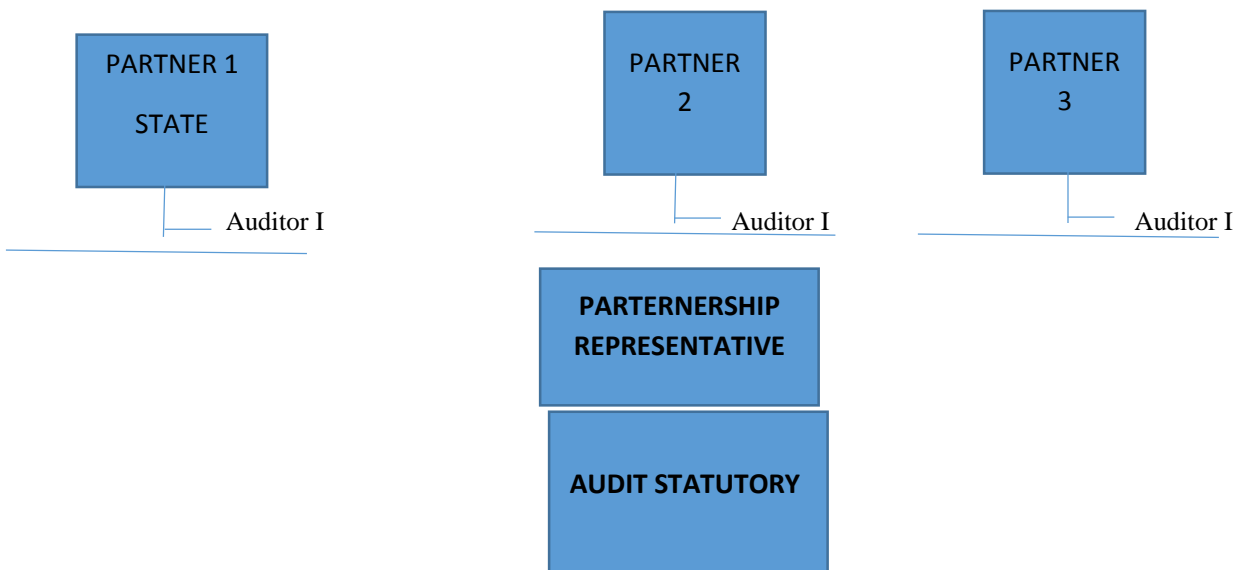 PARTNER 1
STATE
PARTNER
2
PARTNER
3
Auditor I
Auditor I
Auditor I
PARTERNERSHIP
REPRESENTATIVE
AUDIT STATUTORY